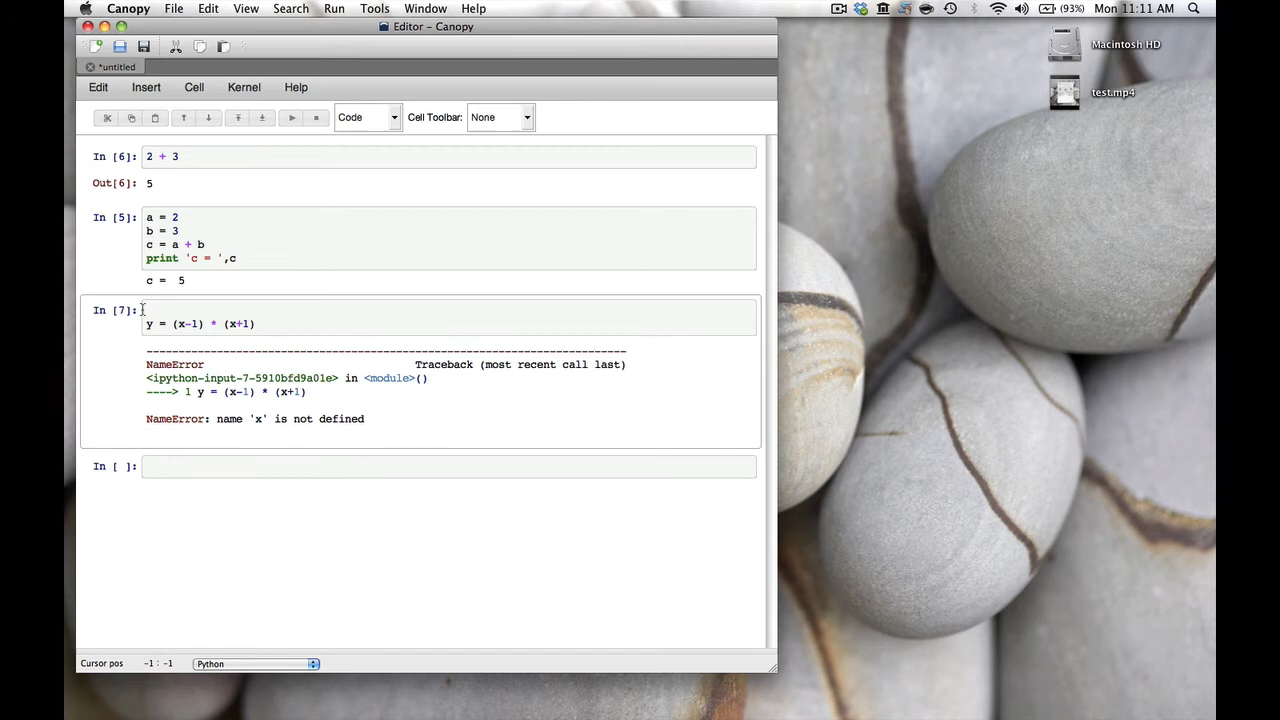 Canopy File Edit View Search Run Tools Window Help (93%) Mon 11:11 AM
Editor - Canopy
Macintosh HD
*untitled
Edit Insert Cell Kernel Help
test.mp4
Code Cell Toolbar: None
In [6]: 2 + 3
Out[6]: 5
In [5]: a = 2
b = 3
c = a + b
print 'c = ',c
c =  5
In [7]:
y = (x-1) * (x+1)
---------------------------------------------------------------------------
NameError Traceback (most recent call last)
<ipython-input-7-5910bfd9a01e> in <module>()
----> 1 y = (x-1) * (x+1)
NameError: name 'x' is not defined
In [ ]:
Cursor pos -1 : -1 Python